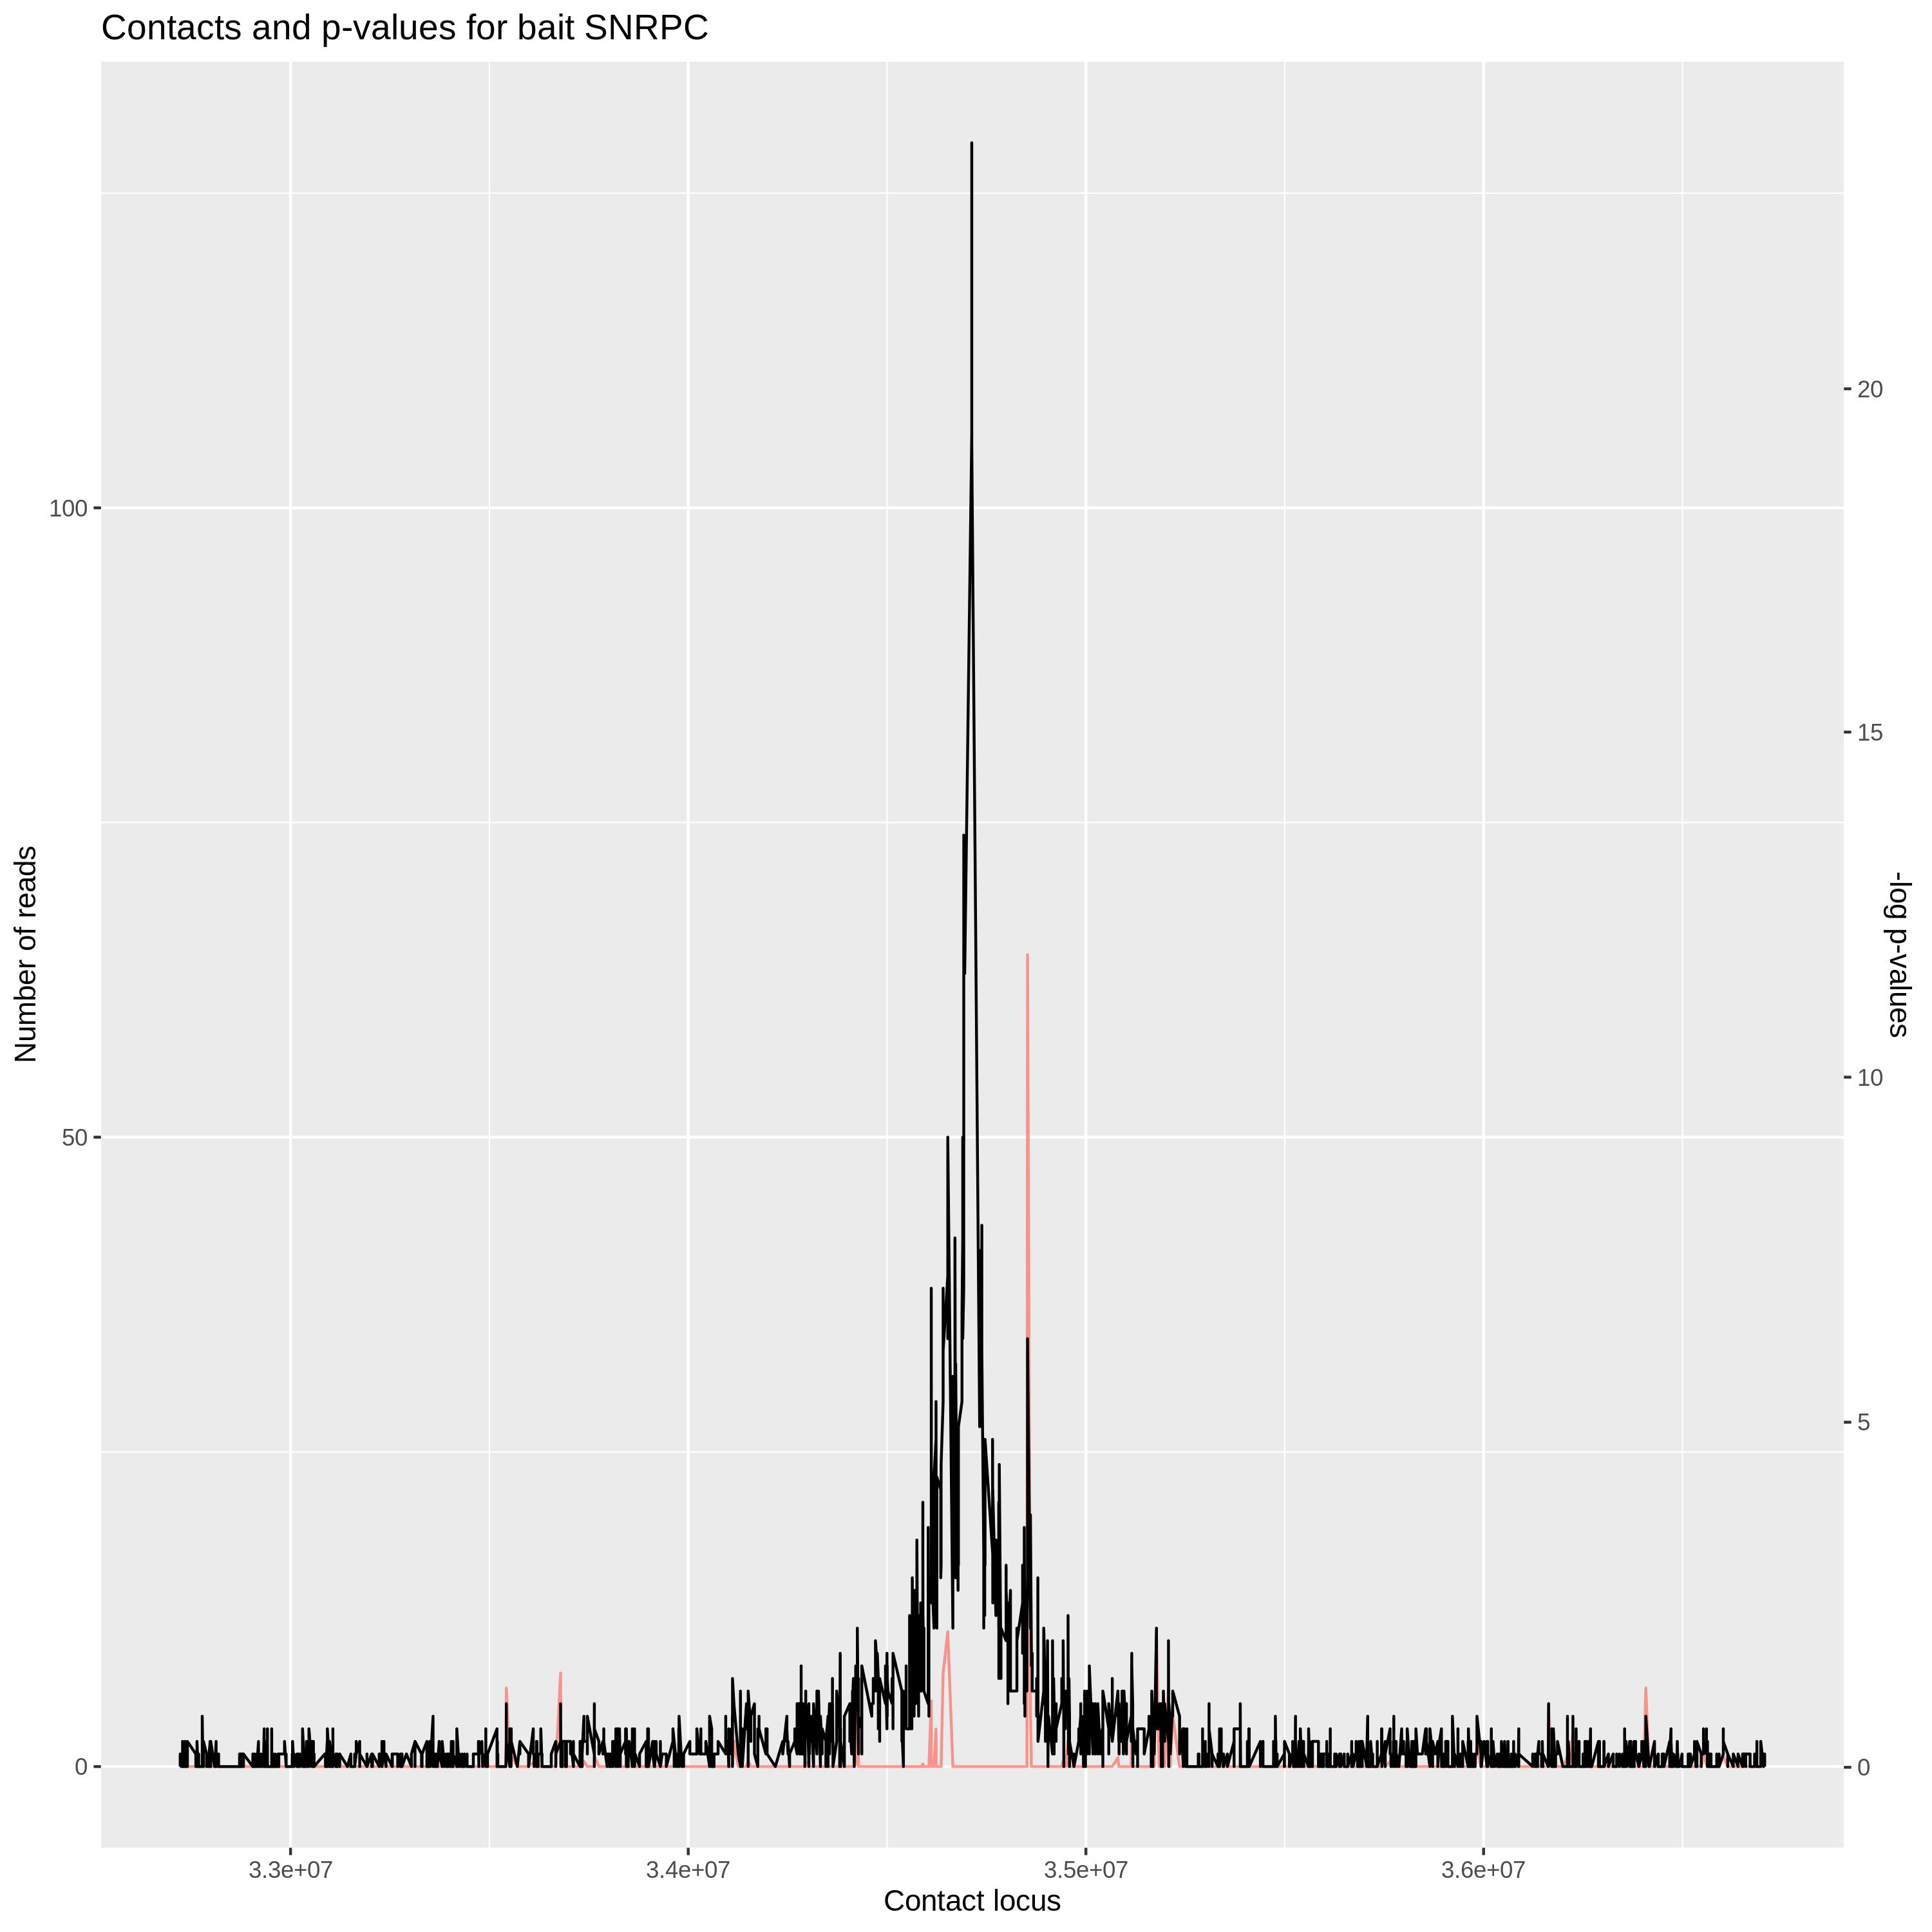 Contacts and p-values for bait SNRPC
Number of reads
100
50
0
20
15
10
5
0
-log p-values
3.3e+07
3.4e+07
3.5e+07
3.6e+07
Contact locus